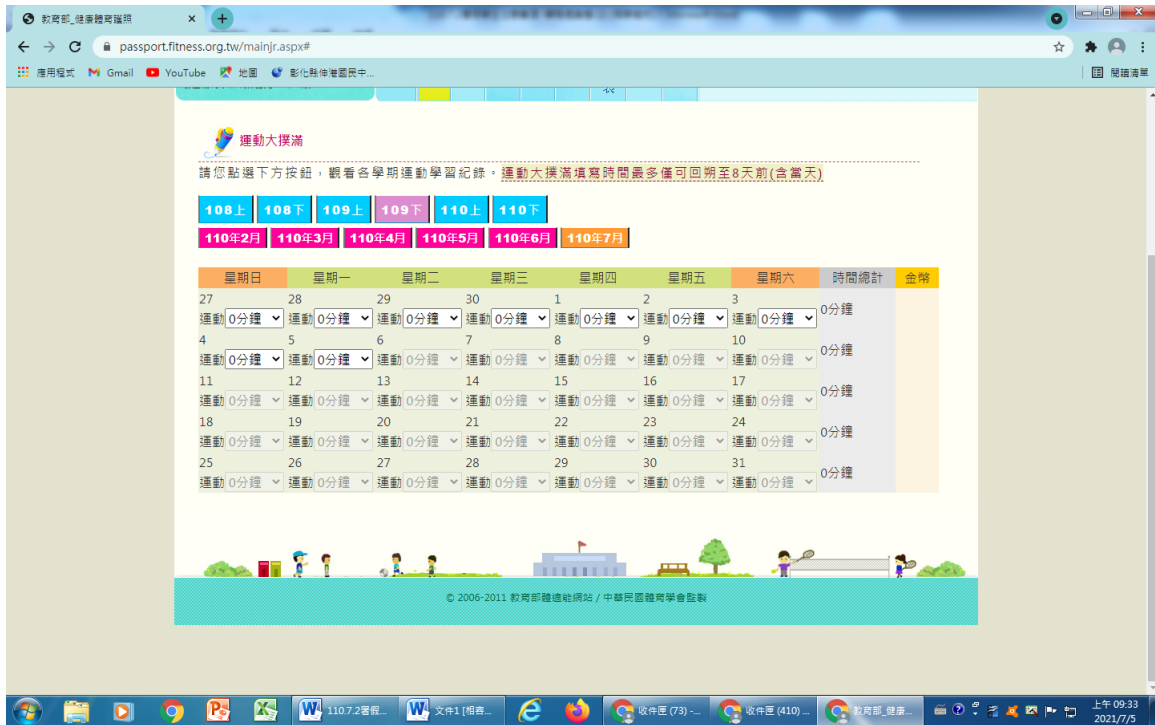 教育部_健康體育護照
passport.fitness.org.tw/mainjr.aspx#
應用程式 Gmail YouTube 地圖 彰化縣伸港國民中... 閱讀清單
運動大撲滿
請您點選下方按鈕，觀看各學期運動學習紀錄。運動大撲滿填寫時間最多僅可回朔至8天前(含當天)
108上 108下 109上 109下 110上 110下
110年2月 110年3月 110年4月 110年5月 110年6月 110年7月
星期日 星期一 星期二 星期三 星期四 星期五 星期六 時間總計 金幣
27 28 29 30 1 2 3
運動 0分鐘 運動 0分鐘 運動 0分鐘 運動 0分鐘 運動 0分鐘 運動 0分鐘 運動 0分鐘 0分鐘
4 5 6 7 8 9 10
運動 0分鐘 運動 0分鐘 運動 0分鐘 運動 0分鐘 運動 0分鐘 運動 0分鐘 運動 0分鐘 0分鐘
11 12 13 14 15 16 17
運動 0分鐘 運動 0分鐘 運動 0分鐘 運動 0分鐘 運動 0分鐘 運動 0分鐘 運動 0分鐘 0分鐘
18 19 20 21 22 23 24
運動 0分鐘 運動 0分鐘 運動 0分鐘 運動 0分鐘 運動 0分鐘 運動 0分鐘 運動 0分鐘 0分鐘
25 26 27 28 29 30 31
運動 0分鐘 運動 0分鐘 運動 0分鐘 運動 0分鐘 運動 0分鐘 運動 0分鐘 運動 0分鐘 0分鐘
© 2006-2011 教育部體適能網站 / 中華民國體育學會監製
110.7.2暑假... 文件1 [相容... 收件匣 (73) -... 收件匣 (410) ... 教育部_健康... 上午 09:33
2021/7/5